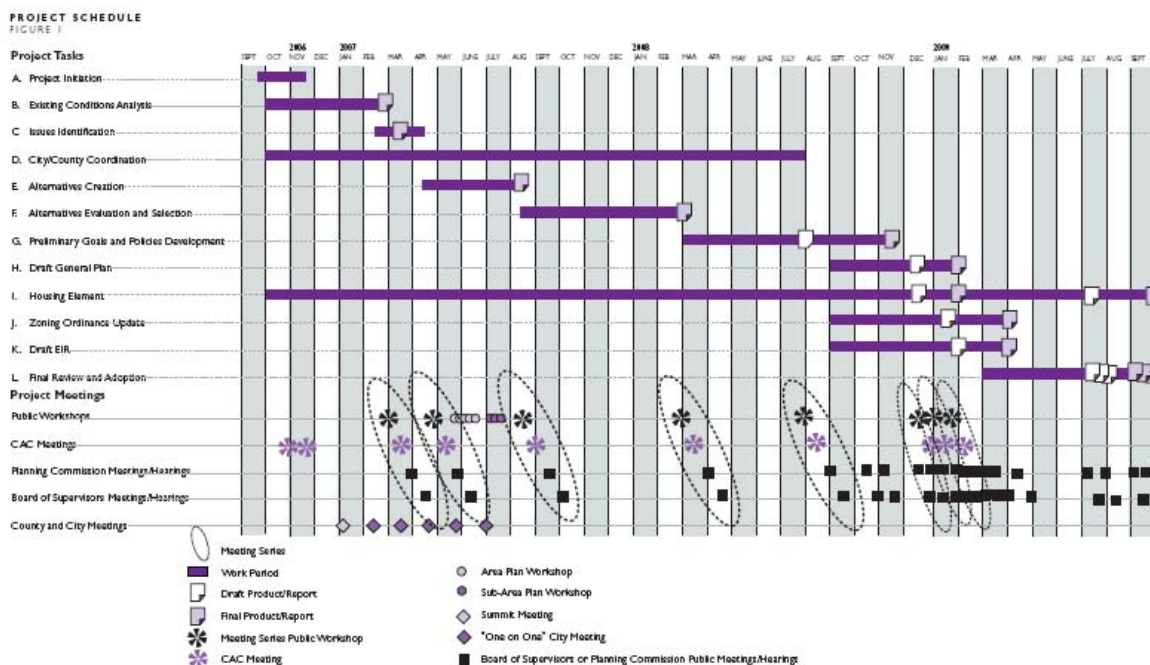 PROJECT SCHEDULE
FIGURE 1
2006 2007 2008 2009
Project Tasks
SEPT OCT NOV DEC JAN FEB MAR APR MAY JUNE JULY AUG SEPT OCT NOV DEC JAN FEB MAR APR MAY JUNE JULY AUG SEPT OCT NOV DEC JAN FEB MAR APR MAY JUNE JULY AUG SEPT
A. Project Initiation
B. Existing Conditions Analysis
C Issues Identification
D. City/County Coordination
E. Alternatives Creation
F. Alternatives Evaluation and Selection
G. Preliminary Goals and Policies Development
H. Draft General Plan
I. Housing Element
J. Zoning Ordinance Update
K. Draft EIR
L. Final Review and Adoption
Project Meetings
Public Workshops
CAC Meetings
Planning Commission Meetings/Hearings
Board of Supervisors Meetings/Hearings
County and City Meetings
Meeting Series
Work Period
Draft Product/Report
Final Product/Report
Meeting Series Public Workshop
CAC Meeting
Area Plan Workshop
Sub-Area Plan Workshop
Summit Meeting
"One on One" City Meeting
Board of Supervisors or Planning Commission Public Meetings/Hearings